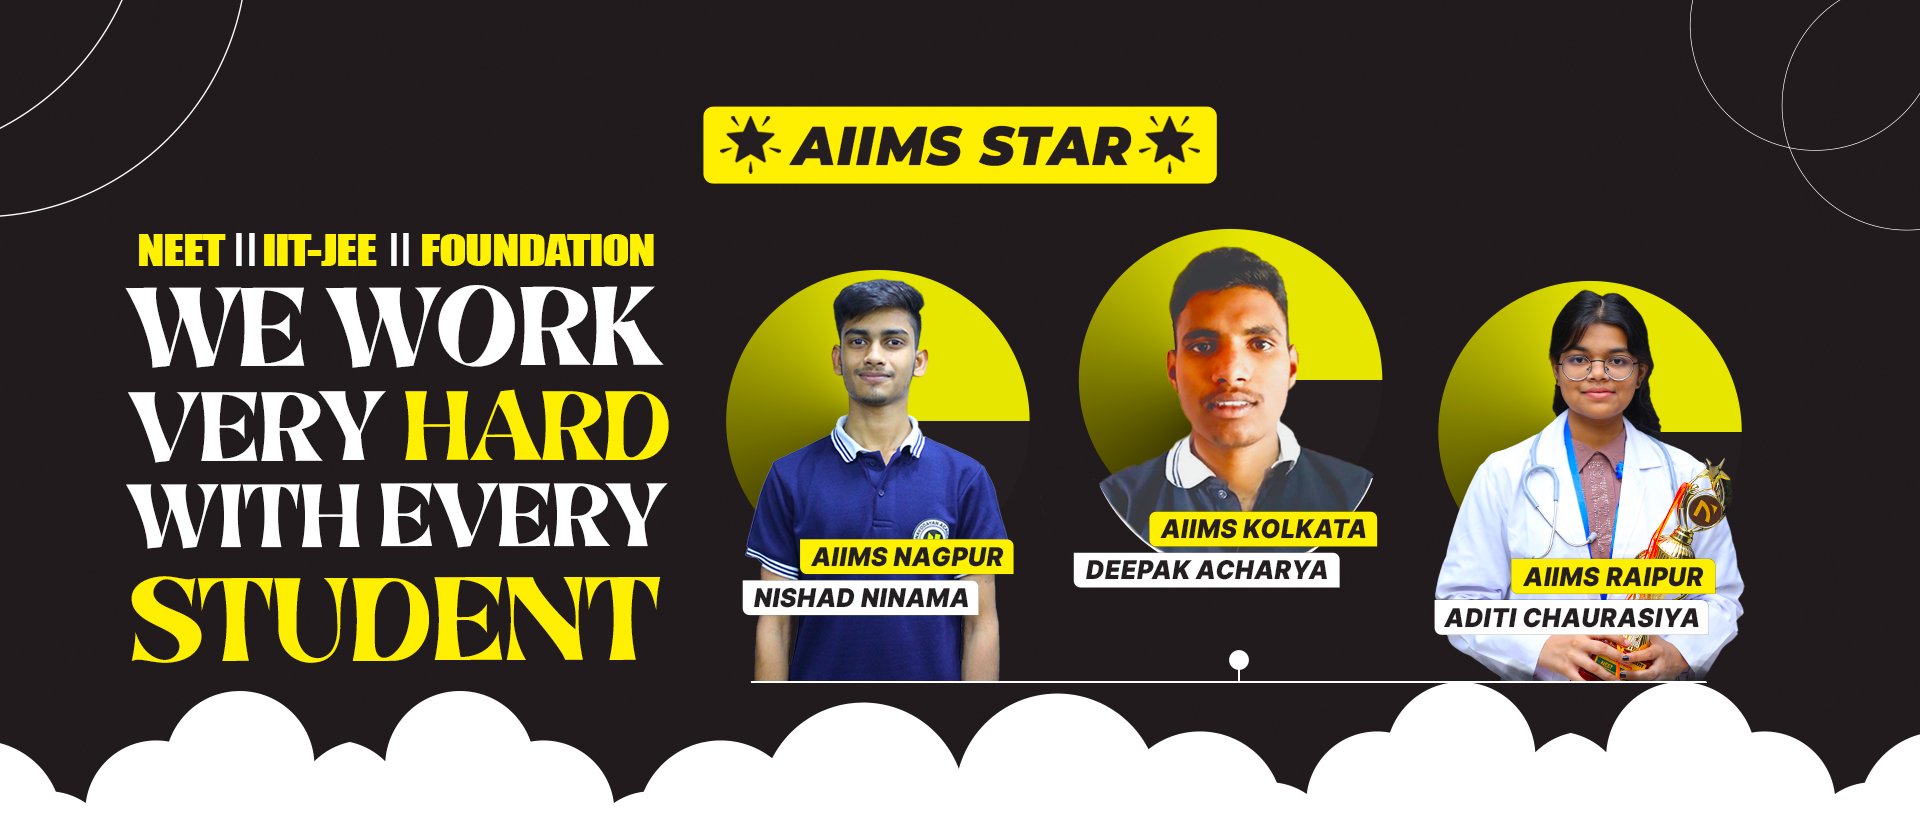 AIIMS STAR
NEET || IIT-JEE || FOUNDATION
WE WORK
VERY HARD
WITH EVERY
STUDENT
AIIMS NAGPUR
NISHAD NINAMA
AIIMS KOLKATA
DEEPAK ACHARYA
AIIMS RAIPUR
ADITI CHAURASIYA